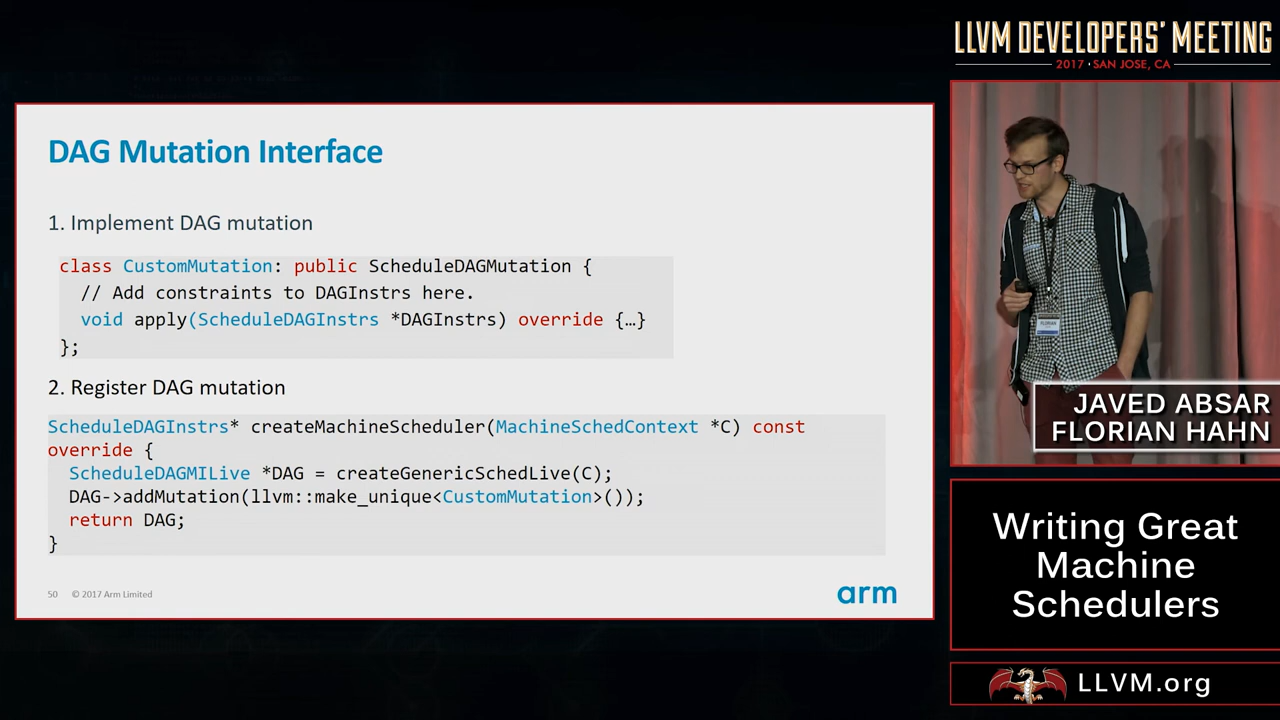 LLVM DEVELOPERS' MEETING
2017 • SAN JOSE, CA
DAG Mutation Interface
1. Implement DAG mutation
class CustomMutation: public ScheduleDAGMutation {
// Add constraints to DAGInstrs here.
void apply(ScheduleDAGInstrs *DAGInstrs) override {…}
};
2. Register DAG mutation
ScheduleDAGInstrs* createMachineScheduler(MachineSchedContext *C) const
override {
ScheduleDAGMILive *DAG = createGenericSchedLive(C);
DAG->addMutation(llvm::make_unique<CustomMutation>());
return DAG;
}
50 © 2017 Arm Limited
arm
FLORIAN
JAVED ABSAR
FLORIAN HAHN
Writing Great
Machine
Schedulers
LLVM.org